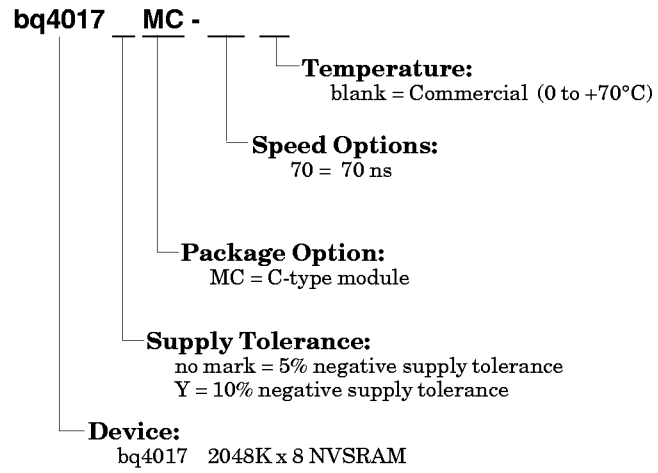 bq4017 __ MC - __ __
Temperature:
blank = Commercial (0 to +70°C)
Speed Options:
70 = 70 ns
Package Option:
MC = C-type module
Supply Tolerance:
no mark = 5% negative supply tolerance
Y = 10% negative supply tolerance
Device:
bq4017 2048K x 8 NVSRAM